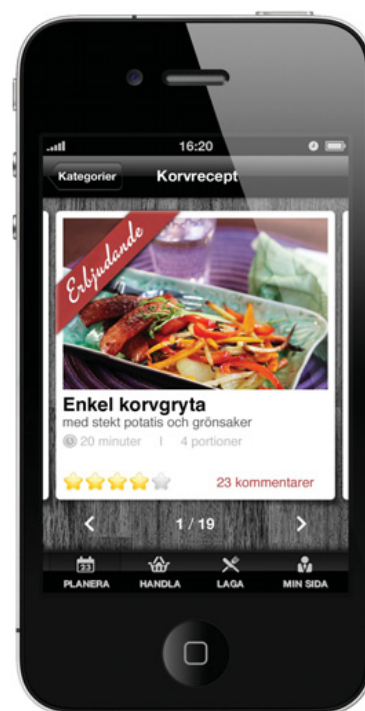 16:20
Kategorier
Korvrecept
Erbjudande
Enkel korvgryta
med stekt potatis och grönsaker
20 minuter | 4 portioner
23 kommentarer
1 / 19
23
PLANERA HANDLA LAGA MIN SIDA